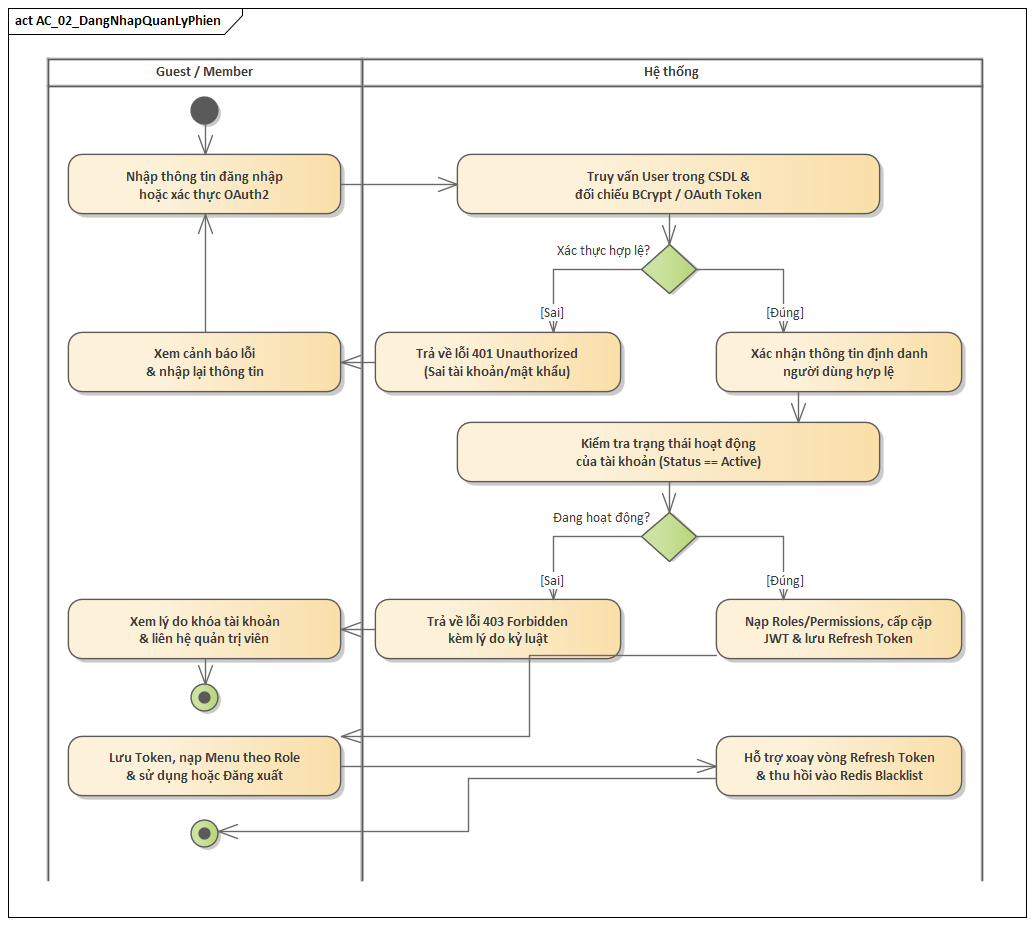 act AC_02_DangNhapQuanLyPhien
Guest / Member
Hệ thống
Nhập thông tin đăng nhập
hoặc xác thực OAuth2
Truy vấn User trong CSDL &
đối chiếu BCrypt / OAuth Token
Xác thực hợp lệ?
[Sai]
[Đúng]
Xem cảnh báo lỗi
& nhập lại thông tin
Trả về lỗi 401 Unauthorized
(Sai tài khoản/mật khẩu)
Xác nhận thông tin định danh
người dùng hợp lệ
Kiểm tra trạng thái hoạt động
của tài khoản (Status == Active)
Đang hoạt động?
[Sai]
[Đúng]
Xem lý do khóa tài khoản
& liên hệ quản trị viên
Trả về lỗi 403 Forbidden
kèm lý do kỷ luật
Nạp Roles/Permissions, cấp cặp
JWT & lưu Refresh Token
Lưu Token, nạp Menu theo Role
& sử dụng hoặc Đăng xuất
Hỗ trợ xoay vòng Refresh Token
& thu hồi vào Redis Blacklist